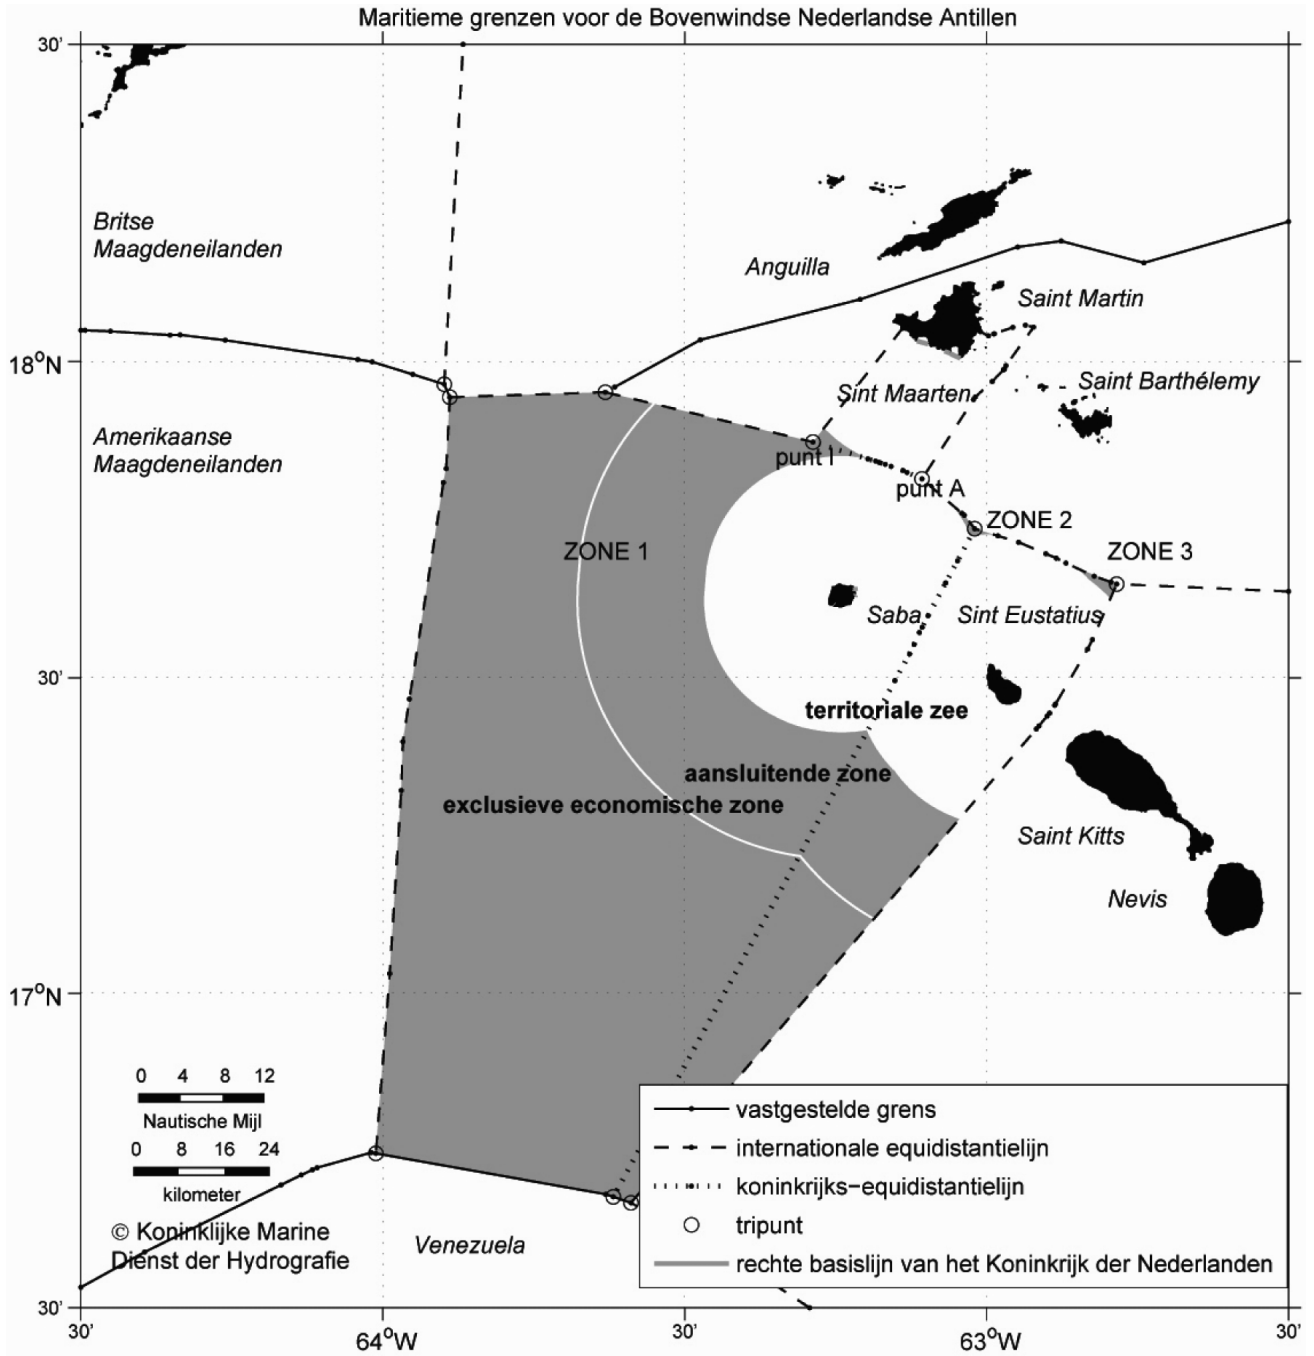 Maritieme grenzen voor de Bovenwindse Nederlandse Antillen
30'
Britse
Maagdeneilanden
Anguilla
Saint Martin
18°N
Sint Maarten
Saint Barthélemy
Amerikaanse
Maagdeneilanden
punt I
punt A
ZONE 2
ZONE 1
ZONE 3
Saba
Sint Eustatius
30'
territoriale zee
aansluitende zone
exclusieve economische zone
Saint Kitts
Nevis
17°N
0 4 8 12
Nautische Mijl
0 8 16 24
kilometer
© Koninklijke Marine
Dienst der Hydrografie
Venezuela
vastgestelde grens
internationale equidistantielijn
koninkrijks-equidistantielijn
tripunt
rechte basislijn van het Koninkrijk der Nederlanden
30'
30' 64°W 30' 63°W 30'